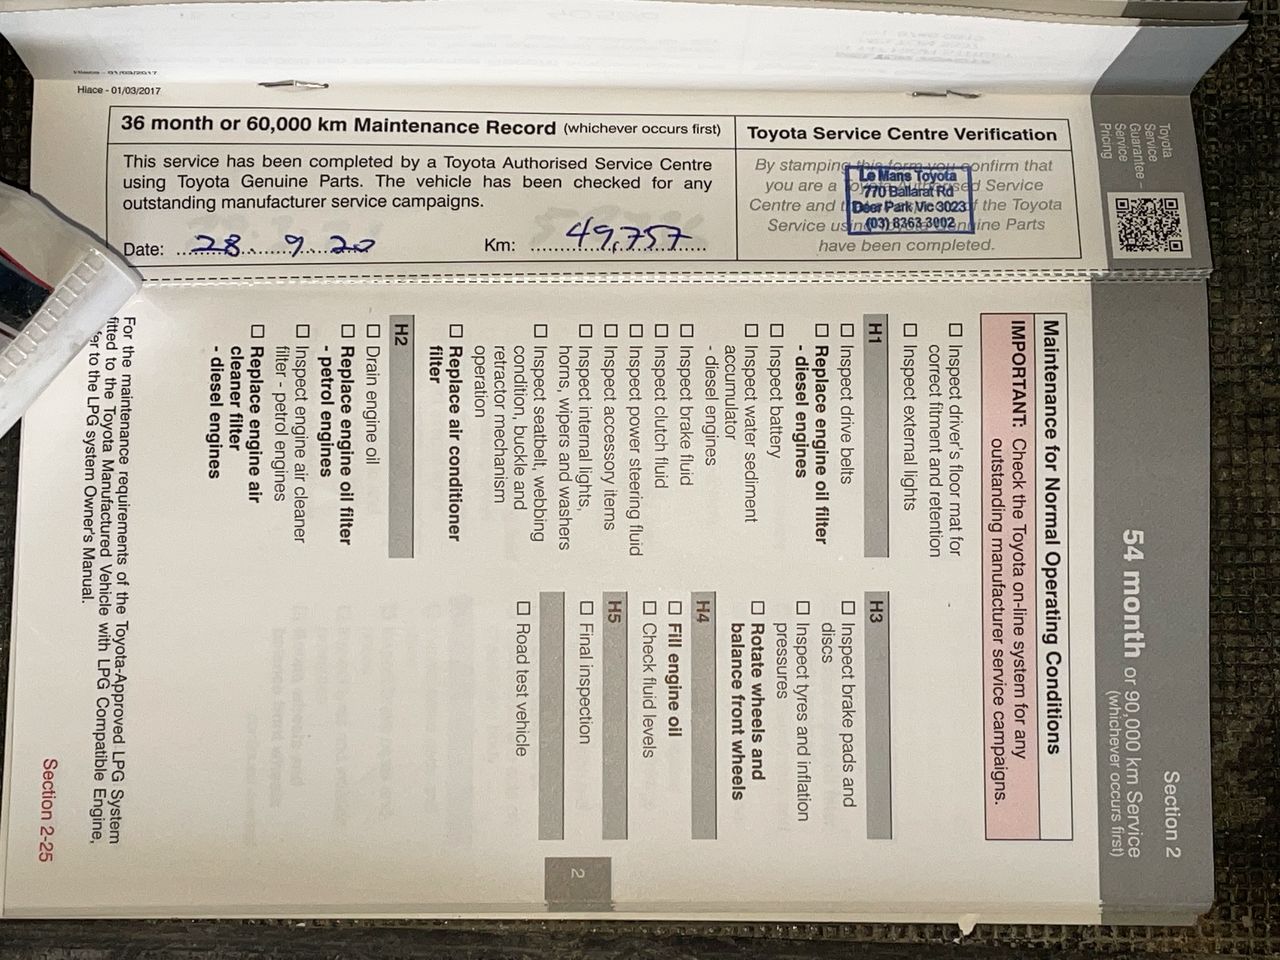 Hiace - 01/03/2017
36 month or 60,000 km Maintenance Record (whichever occurs first)
This service has been completed by a Toyota Authorised Service Centre
using Toyota Genuine Parts. The vehicle has been checked for any
outstanding manufacturer service campaigns.
Date: 28 9 20 Km: 49,757
Toyota Service Centre Verification
By stamping this form you confirm that
you are a Toyota Authorised Service
Centre and the Toyota
Service using Genuine Parts
have been completed.
Le Mans Toyota
770 Ballarat Rd
Deer Park, Vic 3023
(03) 8363 3002
Toyota
Service
Guarantee -
Service
Pricing
Section 2
54 month or 90,000 km Service
(whichever occurs first)
Maintenance for Normal Operating Conditions
IMPORTANT: Check the Toyota on-line system for any
outstanding manufacturer service campaigns.
☐ Inspect driver's floor mat for
correct fitment and retention
☐ Inspect external lights
H1
☐ Inspect drive belts
☐ Replace engine oil filter
- diesel engines
☐ Inspect battery
☐ Inspect water sediment
accumulator
- diesel engines
☐ Inspect brake fluid
☐ Inspect clutch fluid
☐ Inspect power steering fluid
☐ Inspect accessory items
☐ Inspect internal lights,
horns, wipers and washers
☐ Inspect seatbelt, webbing
condition, buckle and
retractor mechanism
operation
☐ Replace air conditioner
filter
H2
☐ Drain engine oil
☐ Replace engine oil filter
- petrol engines
☐ Inspect engine air cleaner
filter - petrol engines
☐ Replace engine air
cleaner filter
- diesel engines
H3
☐ Inspect brake pads and
discs
☐ Inspect tyres and inflation
pressures
☐ Rotate wheels and
balance front wheels
H4
☐ Fill engine oil
☐ Check fluid levels
H5
☐ Final inspection
☐ Road test vehicle
For the maintenance requirements of the Toyota-Approved LPG System
fitted to the Toyota Manufactured Vehicle with LPG Compatible Engine,
to the LPG system Owner's Manual.
2
Section 2-25